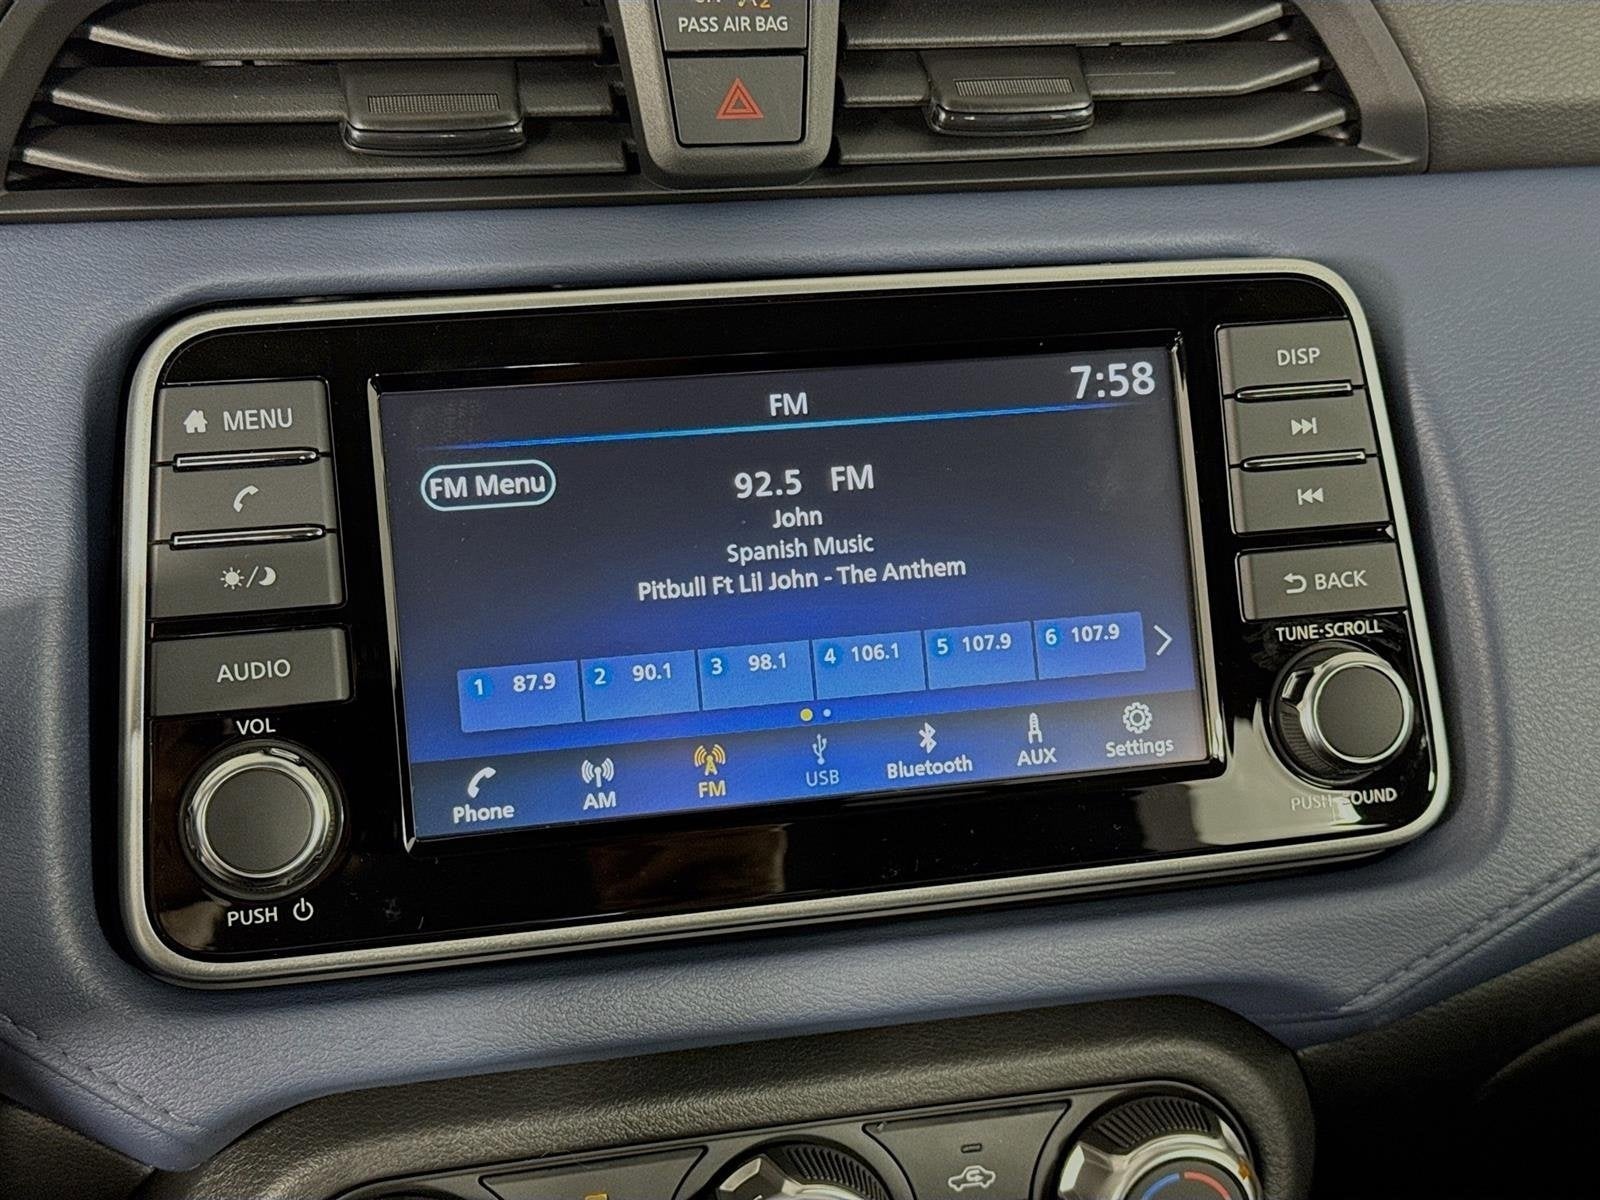 PASS AIR BAG
MENU
AUDIO
VOL
PUSH
FM
7:58
FM Menu
92.5 FM
John
Spanish Music
Pitbull Ft Lil John - The Anthem
1 87.9
2 90.1
3 98.1
4 106.1
5 107.9
6 107.9
Phone
AM
FM
USB
Bluetooth
AUX
Settings
DISP
BACK
TUNE·SCROLL
PUSH SOUND